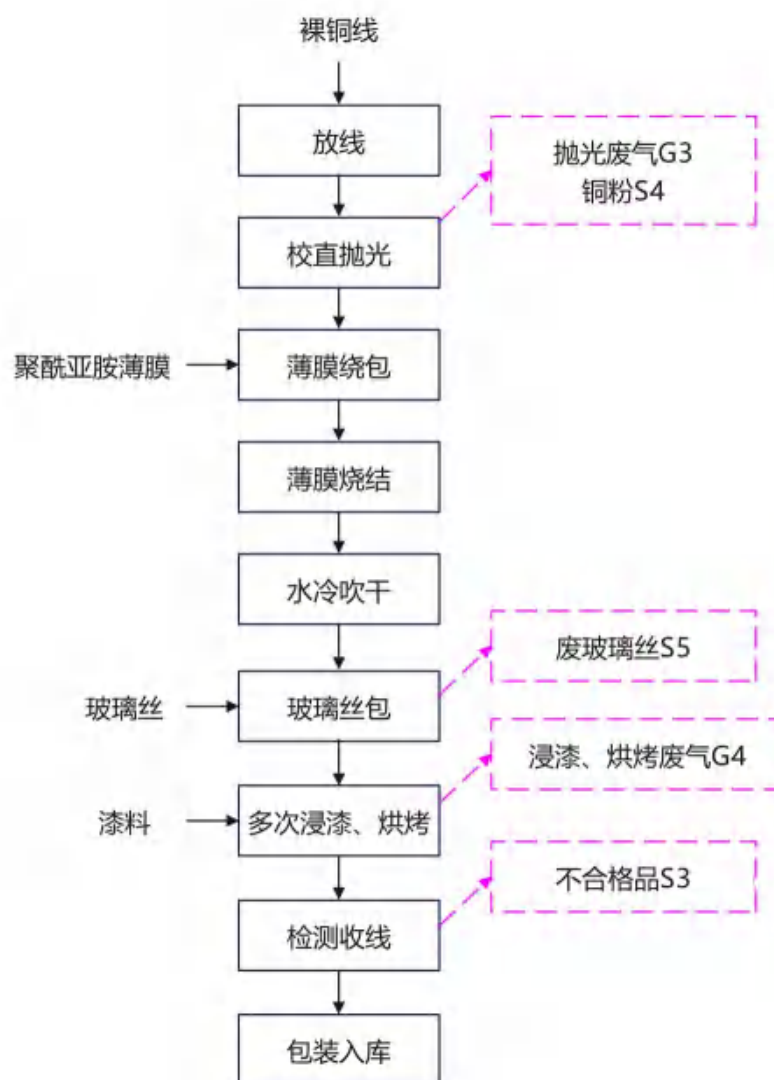 裸铜线
放线
抛光废气G3
铜粉S4
校直抛光
聚酰亚胺薄膜
薄膜绕包
薄膜烧结
水冷吹干
废玻璃丝S5
玻璃丝
玻璃丝包
浸漆、烘烤废气G4
漆料
多次浸漆、烘烤
不合格品S3
检测收线
包装入库